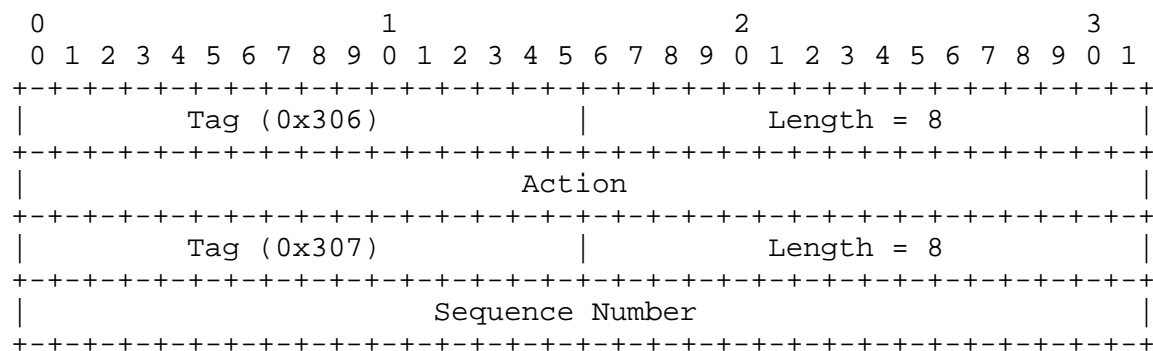 0                   1                   2                   3
0 1 2 3 4 5 6 7 8 9 0 1 2 3 4 5 6 7 8 9 0 1 2 3 4 5 6 7 8 9 0 1
+-+-+-+-+-+-+-+-+-+-+-+-+-+-+-+-+-+-+-+-+-+-+-+-+-+-+-+-+-+-+-+-+
|         Tag (0x306)           |          Length = 8           |
+-+-+-+-+-+-+-+-+-+-+-+-+-+-+-+-+-+-+-+-+-+-+-+-+-+-+-+-+-+-+-+-+
|                            Action                             |
+-+-+-+-+-+-+-+-+-+-+-+-+-+-+-+-+-+-+-+-+-+-+-+-+-+-+-+-+-+-+-+-+
|         Tag (0x307)           |          Length = 8           |
+-+-+-+-+-+-+-+-+-+-+-+-+-+-+-+-+-+-+-+-+-+-+-+-+-+-+-+-+-+-+-+-+
|                       Sequence Number                         |
+-+-+-+-+-+-+-+-+-+-+-+-+-+-+-+-+-+-+-+-+-+-+-+-+-+-+-+-+-+-+-+-+